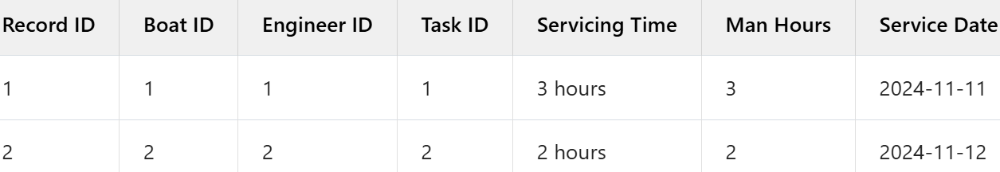 Record ID Boat ID Engineer ID Task ID Servicing Time Man Hours Service Date
1 1 1 1 3 hours 3 2024-11-11
2 2 2 2 2 hours 2 2024-11-12